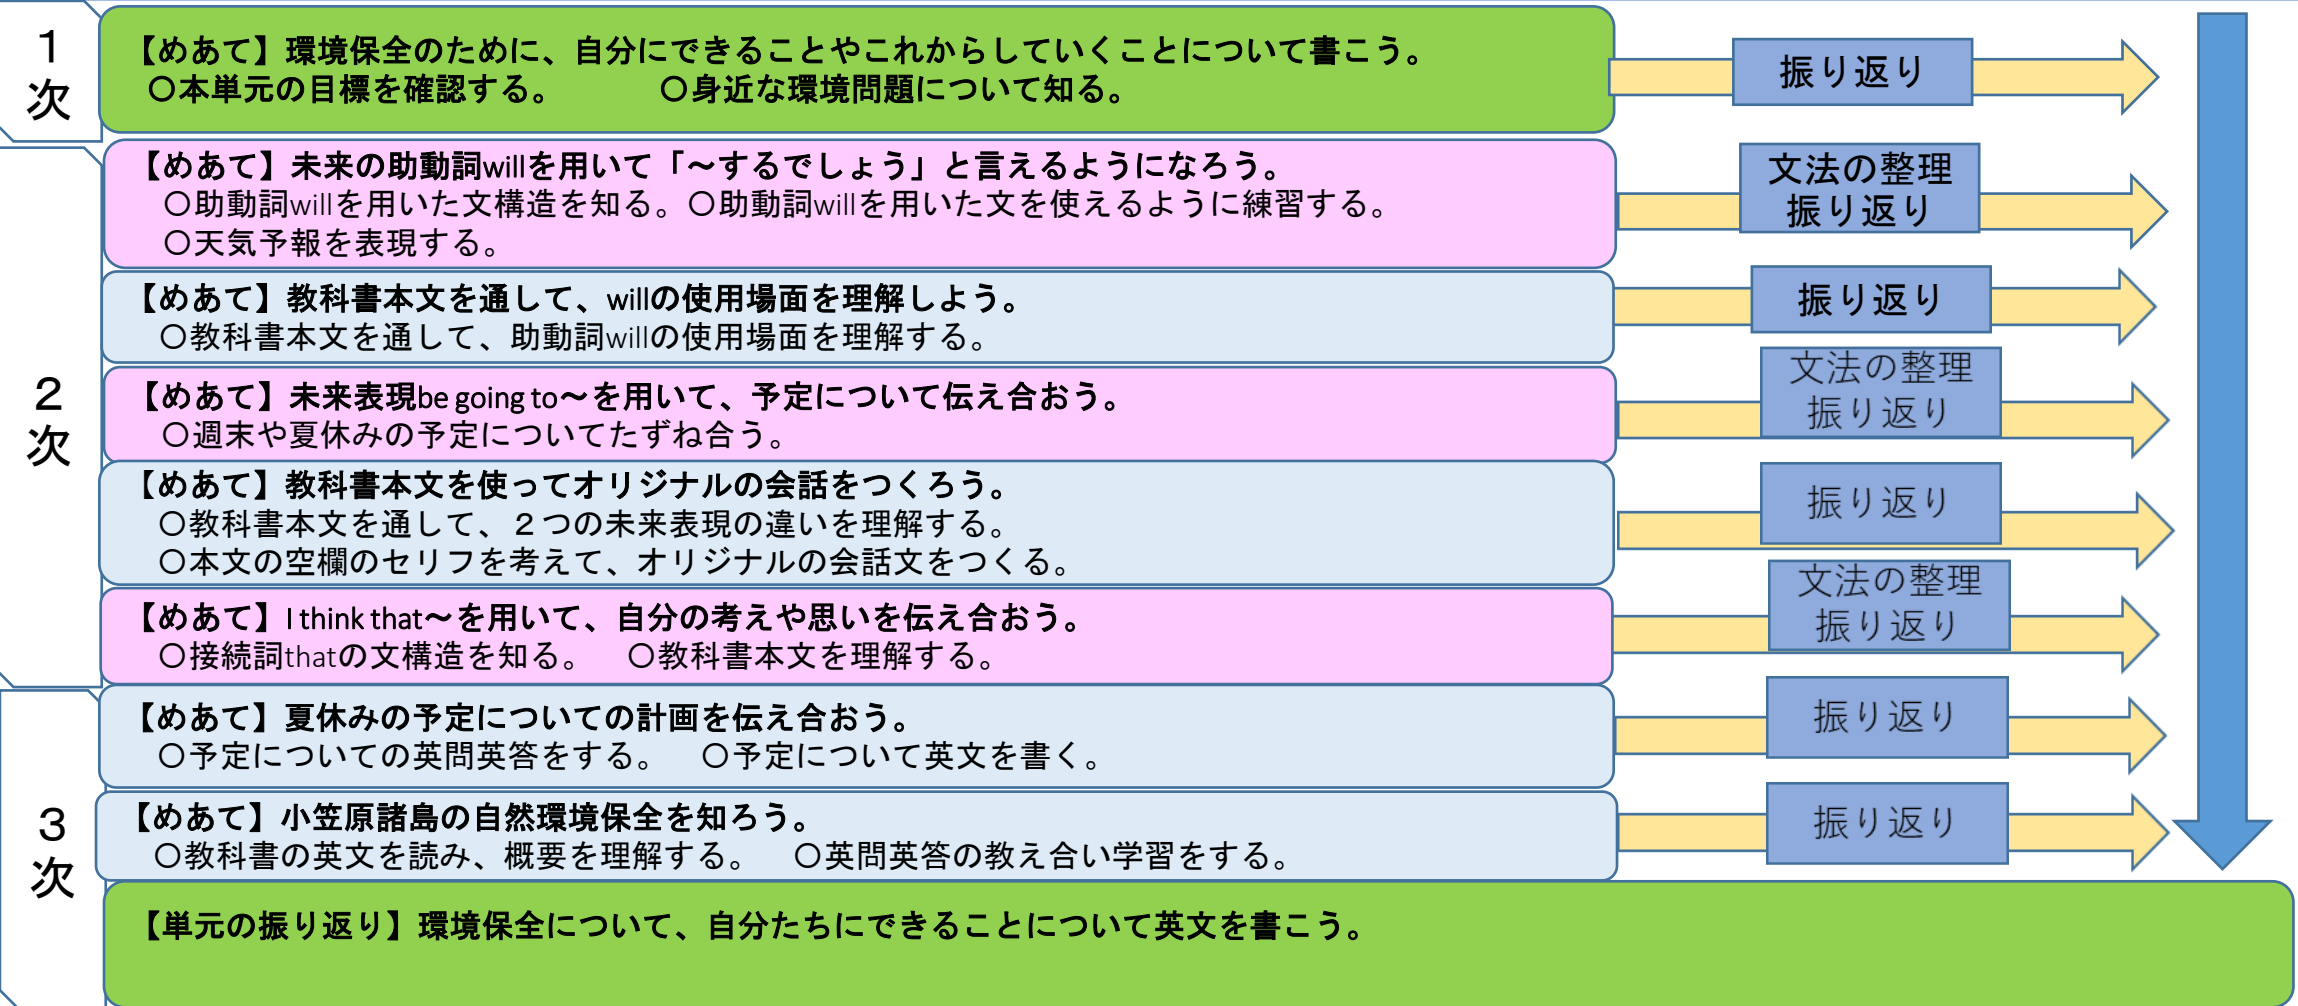 1
次
【めあて】環境保全のために、自分にできることやこれからしていくことについて書こう。
○本単元の目標を確認する。　　　○身近な環境問題について知る。
振り返り
2
次
【めあて】未来の助動詞willを用いて「～するでしょう」と言えるようになろう。
○助動詞willを用いた文構造を知る。○助動詞willを用いた文を使えるように練習する。
○天気予報を表現する。
文法の整理
振り返り
【めあて】教科書本文を通して、willの使用場面を理解しよう。
○教科書本文を通して、助動詞willの使用場面を理解する。
振り返り
【めあて】未来表現be going to～を用いて、予定について伝え合おう。
○週末や夏休みの予定についてたずね合う。
文法の整理
振り返り
【めあて】教科書本文を使ってオリジナルの会話をつくろう。
○教科書本文を通して、２つの未来表現の違いを理解する。
○本文の空欄のセリフを考えて、オリジナルの会話文をつくる。
振り返り
【めあて】I think that～を用いて、自分の考えや思いを伝え合おう。
○接続詞thatの文構造を知る。　○教科書本文を理解する。
文法の整理
振り返り
3
次
【めあて】夏休みの予定についての計画を伝え合おう。
○予定についての英問英答をする。　○予定について英文を書く。
振り返り
【めあて】小笠原諸島の自然環境保全を知ろう。
○教科書の英文を読み、概要を理解する。　○英問英答の教え合い学習をする。
振り返り
【単元の振り返り】環境保全について、自分たちにできることについて英文を書こう。